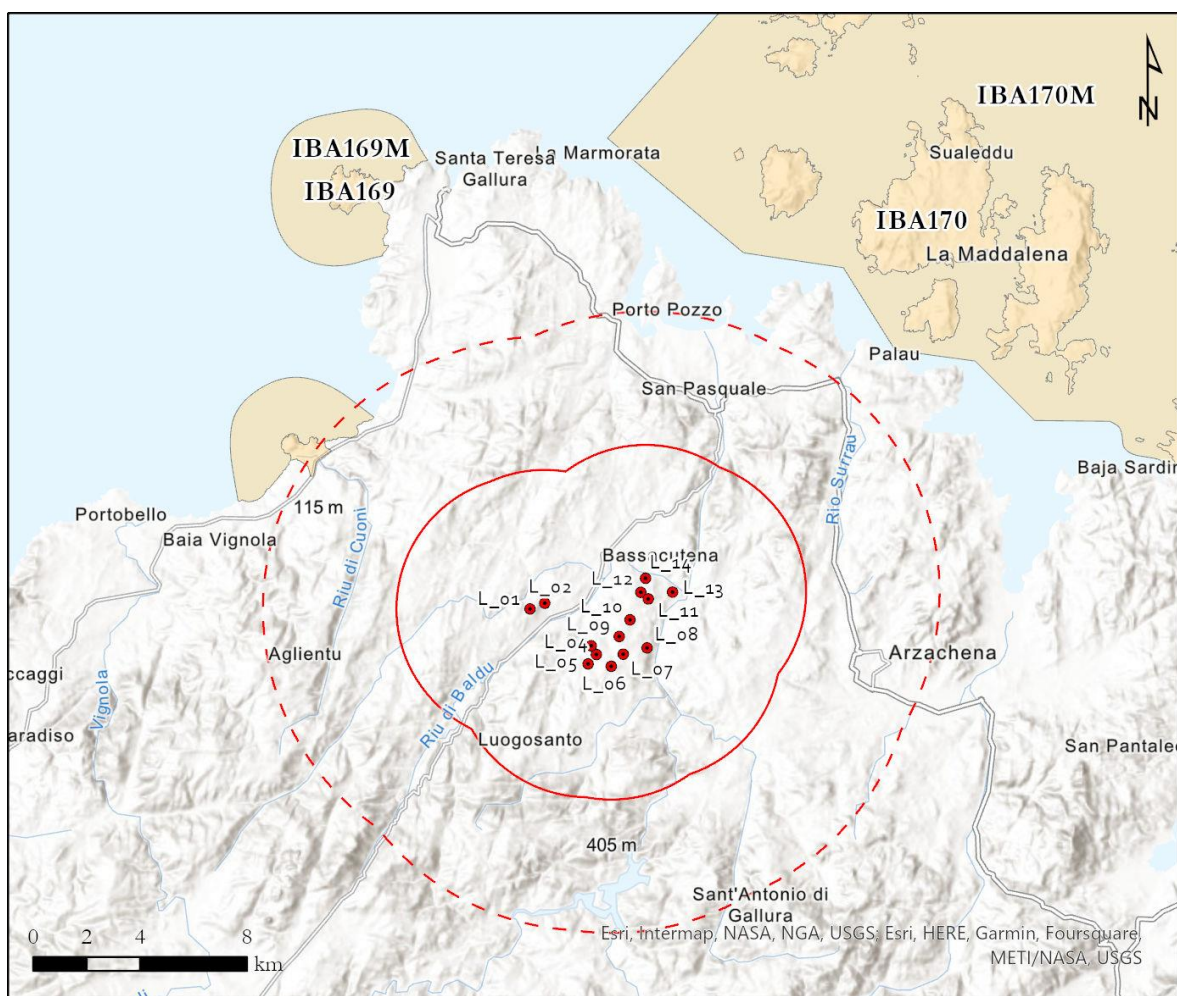 IBA170M
IBA169M
Santa Teresa
Gallura
La Marmorata
Sualeddu
IBA169
IBA170
La Maddalena
Porto Pozzo
Palau
San Pasquale
Rio Surrau
Baja Sardin
115 m
Portobello
Baia Vignola
Riu di Cuoni
Bassacutena
L_14
L_12
L_13
L_02
L_01
L_10
L_11
L_09
L_08
L_04
L_05
L_07
L_06
Aglientu
Arzachena
ccaggi
Vignola
Riu di Baldu
aradiso
Luogosanto
San Pantaleo
405 m
Sant'Antonio di
Gallura
0 2 4 8
km
Esri, Intermap, NASA, NGA, USGS; Esri, HERE, Garmin, Foursquare,
METI/NASA, USGS
N